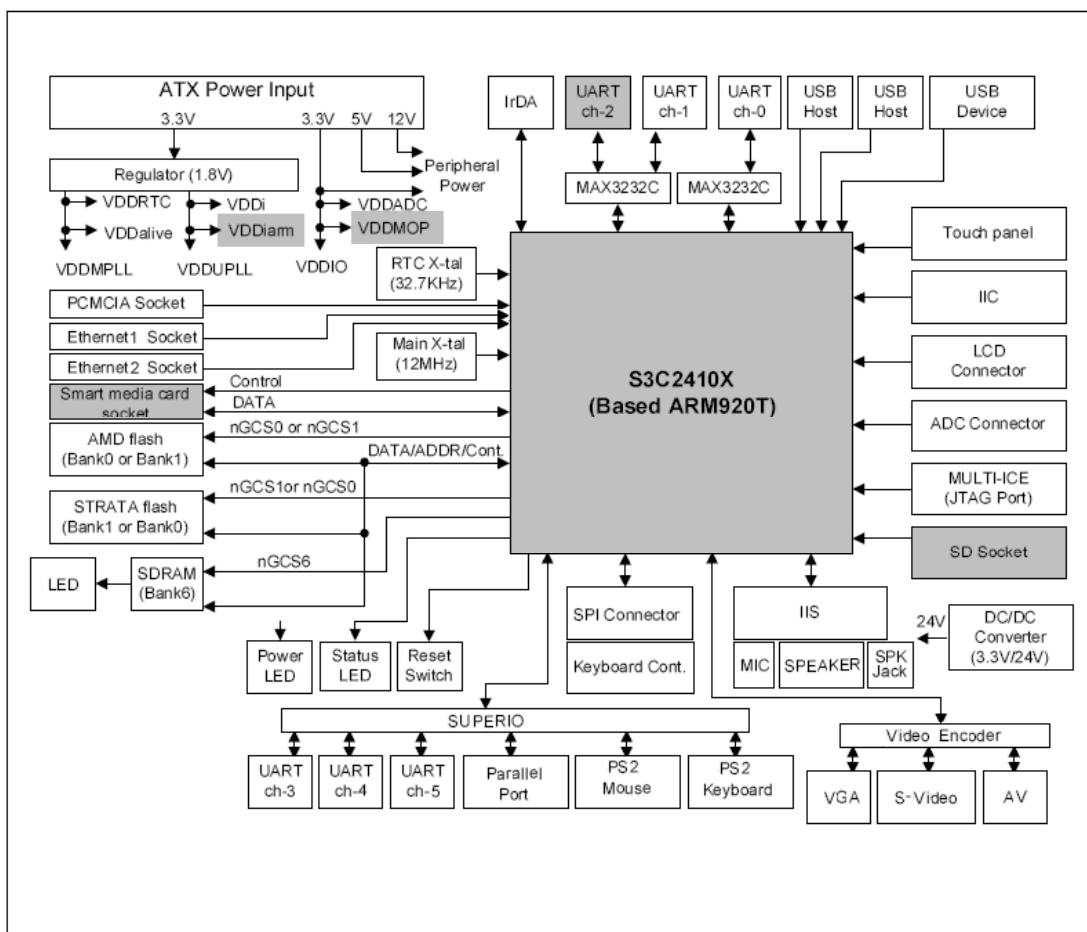 ATX Power Input
3.3V
3.3V
5V
12V
Regulator (1.8V)
Peripheral
Power
VDDRTC
VDDi
VDDADC
VDDalive
VDDiarm
VDDMOP
VDDMPLL
VDDUPLL
VDDIO
IrDA
UART
ch-2
UART
ch-1
UART
ch-0
USB
Host
USB
Host
USB
Device
MAX3232C
MAX3232C
RTC X-tal
(32.7KHz)
Main X-tal
(12MHz)
S3C2410X
(Based ARM920T)
PCMCIA Socket
Ethernet1 Socket
Ethernet2 Socket
Smart media card
socket
Control
DATA
AMD flash
(Bank0 or Bank1)
nGCS0 or nGCS1
DATA/ADDR/Cont.
STRATA flash
(Bank1 or Bank0)
nGCS1or nGCS0
LED
SDRAM
(Bank6)
nGCS6
Touch panel
IIC
LCD
Connector
ADC Connector
MULTI-ICE
(JTAG Port)
SD Socket
Power
LED
Status
LED
Reset
Switch
SPI Connector
Keyboard Cont.
IIS
MIC
SPEAKER
SPK
Jack
24V
DC/DC
Converter
(3.3V/24V)
SUPERIO
UART
ch-3
UART
ch-4
UART
ch-5
Parallel
Port
PS2
Mouse
PS2
Keyboard
Video Encoder
VGA
S-Video
AV